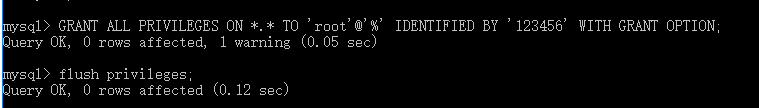 mysql> GRANT ALL PRIVILEGES ON *.* TO 'root'@'%' IDENTIFIED BY '123456' WITH GRANT OPTION;
Query OK, 0 rows affected, 1 warning (0.05 sec)
mysql> flush privileges;
Query OK, 0 rows affected (0.12 sec)